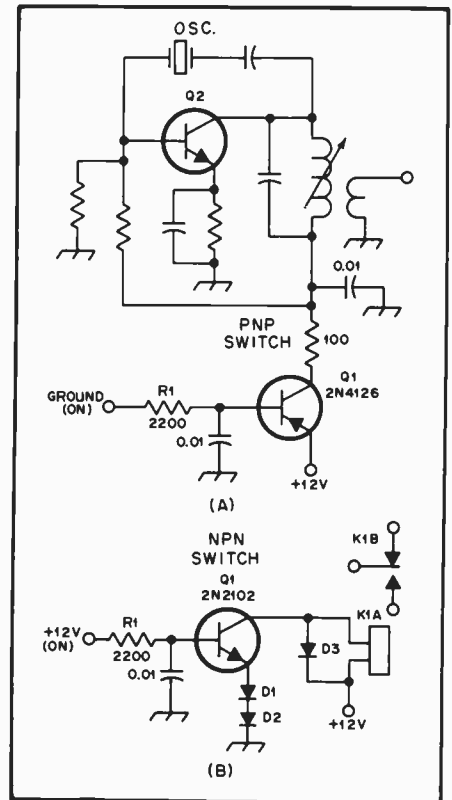 OSC.
Q2
0.01
PNP
SWITCH
100
Q1
2N4126
GROUND
(ON)
R1
2200
0.01
+12V
(A)
NPN
SWITCH
Q1
2N2102
K1B
K1A
+12V
(ON)
R1
2200
0.01
D3
D1
D2
+12V
(B)